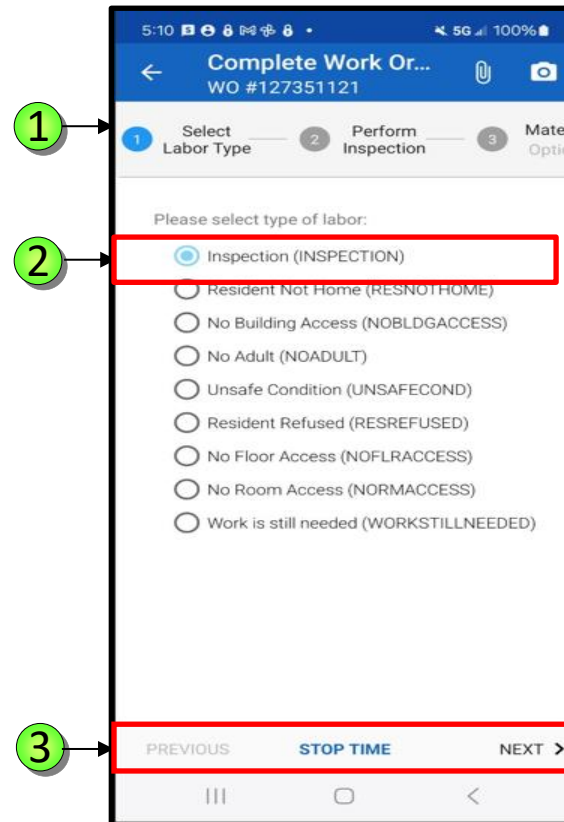 5:10 100%
5G
Complete Work Or...
WO #127351121
1
1 Select Labor Type
2 Perform Inspection
3 Mate
Optic
Please select type of labor:
2
Inspection (INSPECTION)
Resident Not Home (RESNOTHOME)
No Building Access (NOBLDGACCESS)
No Adult (NOADULT)
Unsafe Condition (UNSAFECOND)
Resident Refused (RESREFUSED)
No Floor Access (NOFLRACCESS)
No Room Access (NORMACCESS)
Work is still needed (WORKSTILLNEEDED)
3
PREVIOUS STOP TIME NEXT >